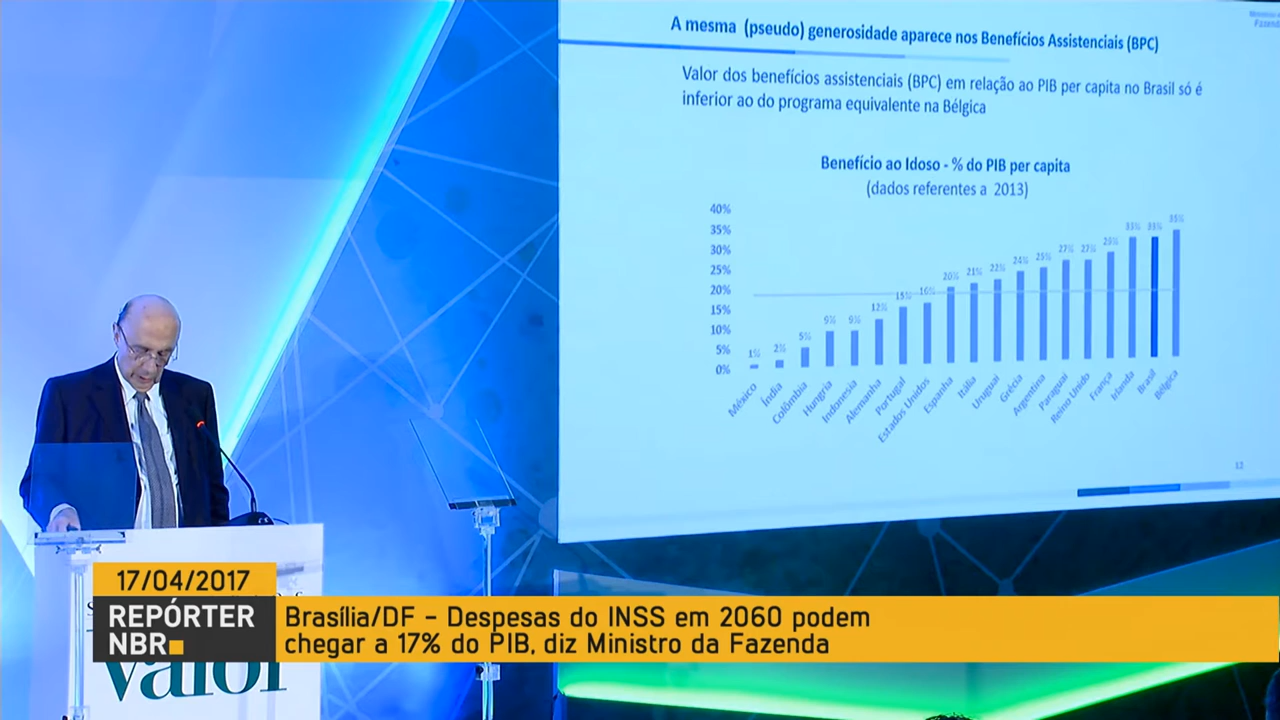 A mesma (pseudo) generosidade aparece nos Benefícios Assistenciais (BPC)
Fazenda
Valor dos benefícios assistenciais (BPC) em relação ao PIB per capita no Brasil só é
inferior ao do programa equivalente na Bélgica
Benefício ao Idoso - % do PIB per capita
(dados referentes a 2013)
40%
35%
30%
25%
20%
15%
10%
5%
0%
1% 2% 5% 9% 9% 12% 15% 16% 20% 21% 22% 24% 25% 27% 27% 29% 33% 33% 35%
México Índia Colômbia Hungria Indonesia Alemanha Portugal Estados Unidos Espanha Itália Uruguai Grécia Argentina Paraguai Reino Unido França Irlanda Brasil Bélgica
12
17/04/2017
REPÓRTER
NBR
Brasília/DF – Despesas do INSS em 2060 podem
chegar a 17% do PIB, diz Ministro da Fazenda
valor